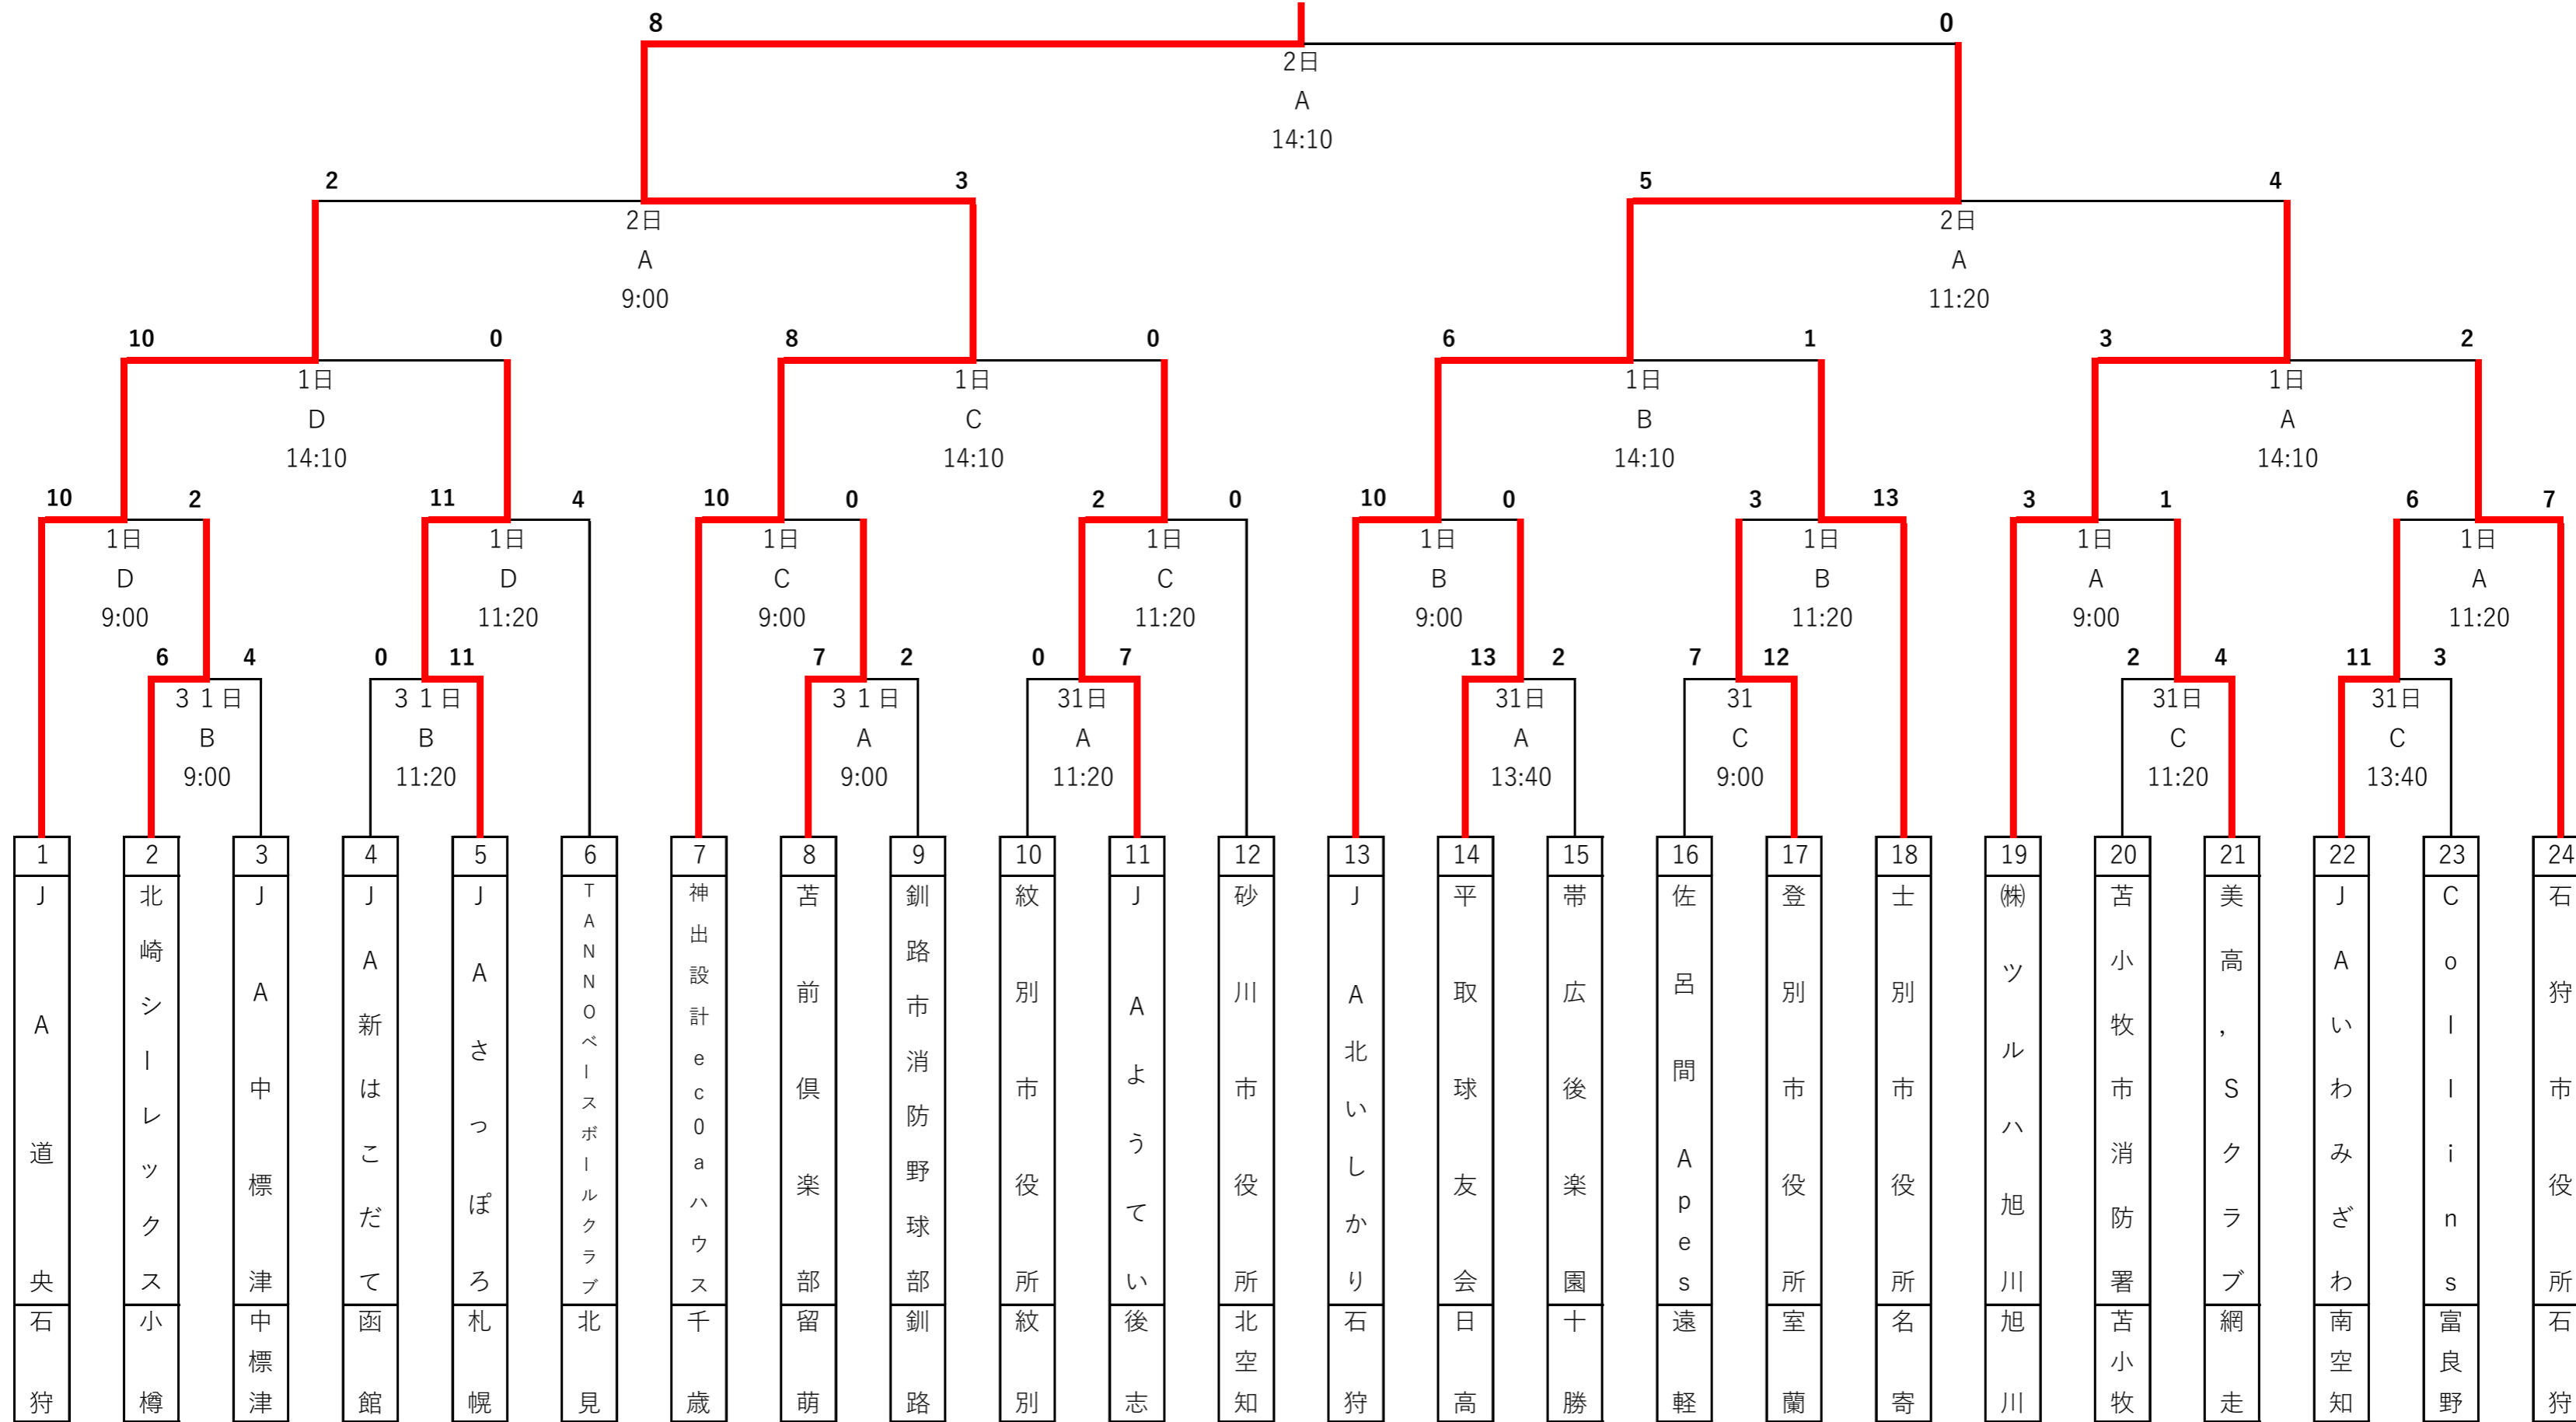 8 0
2日
A
14:10
2 3 5 4
2日 2日
A A
9:00 11:20
10 0 8 0 6 1 3 2
1日 1日 1日 1日
D C B A
14:10 14:10 14:10 14:10
10 2 11 4 10 0 2 0 10 0 3 13 3 1 6 7
1日 1日 1日 1日 1日 1日 1日 1日
D D C C B B A A
9:00 11:20 9:00 11:20 9:00 11:20 9:00 11:20
6 4 0 11 7 2 0 7 13 2 7 12 2 4 11 3
31日 31日 31日 31日 31日 31 31日 31日
B B A A A C C C
9:00 11:20 9:00 11:20 13:40 9:00 11:20 13:40
1 2 3 4 5 6 7 8 9 10 11 12 13 14 15 16 17 18 19 20 21 22 23 24
JA道央
北崎シーレックス
JA中標津
JA新はこだて
JAさっぽろ
TANNOベースボールクラブ
神出設計ec0aハウス
苫前倶楽部
釧路市消防野球部
紋別市役所
JAようてい
砂川市役所
JA北いしかり
平取球友会
帯広後楽園
佐呂間Apes
登別市役所
士別市役所
㈱ツルハ旭川
苫小牧市消防署
美高,Sクラブ
JAいわみざわ
Collins
石狩市役所
石狩
小樽
中標津
函館
札幌
北見
千歳
留萌
釧路
紋別
後志
北空知
石狩
日高
十勝
遠軽
室蘭
名寄
旭川
苫小牧
網走
南空知
富良野
石狩